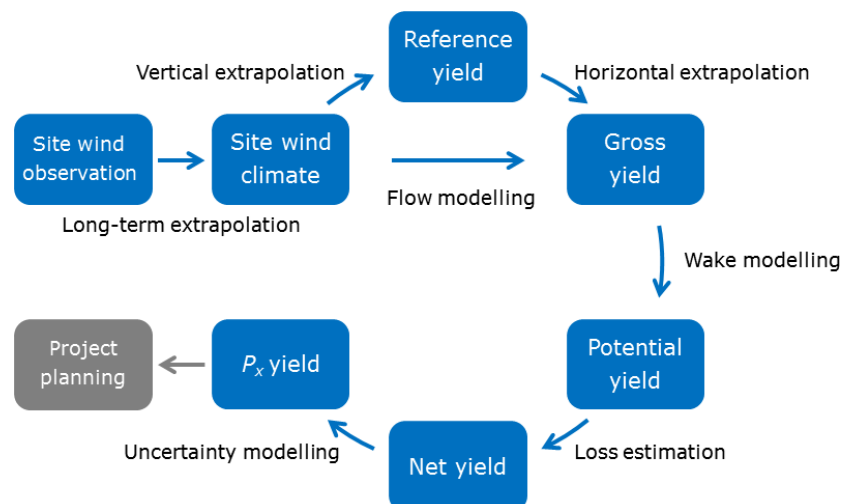 Reference
yield
Vertical extrapolation
Horizontal extrapolation
Site wind
observation
Site wind
climate
Gross
yield
Flow modelling
Long-term extrapolation
Wake modelling
Project
planning
Px yield
Potential
yield
Uncertainty modelling
Net yield
Loss estimation